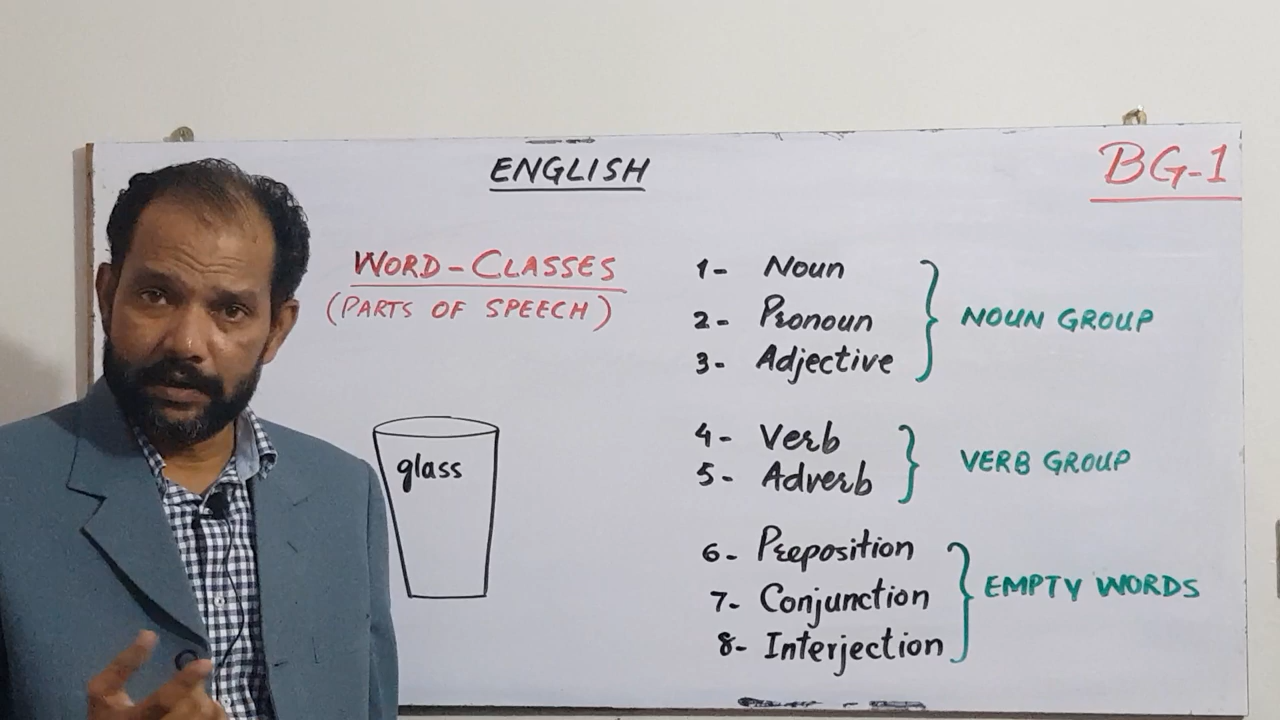 ENGLISH
BG-1
WORD-CLASSES
(PARTS OF SPEECH)
glass
1- Noun
2- Pronoun
3- Adjective
NOUN GROUP
4- Verb
5- Adverb
VERB GROUP
6- Preposition
7- Conjunction
8- Interjection
EMPTY WORDS